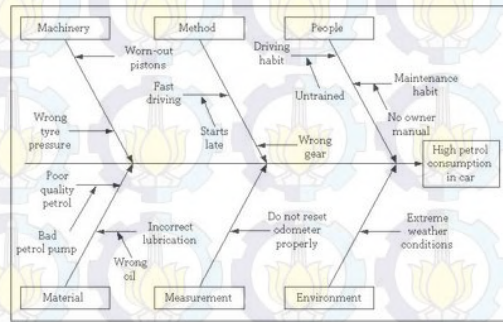 Machinery
Method
People
Worn-out
pistons
Driving
habit
Fast
driving
Untrained
Maintenance
habit
Wrong
tyre
pressure
Starts
late
No owner
manual
Wrong
gear
High petrol
consumption
in car
Poor
quality
petrol
Bad
petrol pump
Incorrect
lubrication
Wrong
oil
Do not reset
odometer
properly
Extreme
weather
conditions
Material
Measurement
Environment